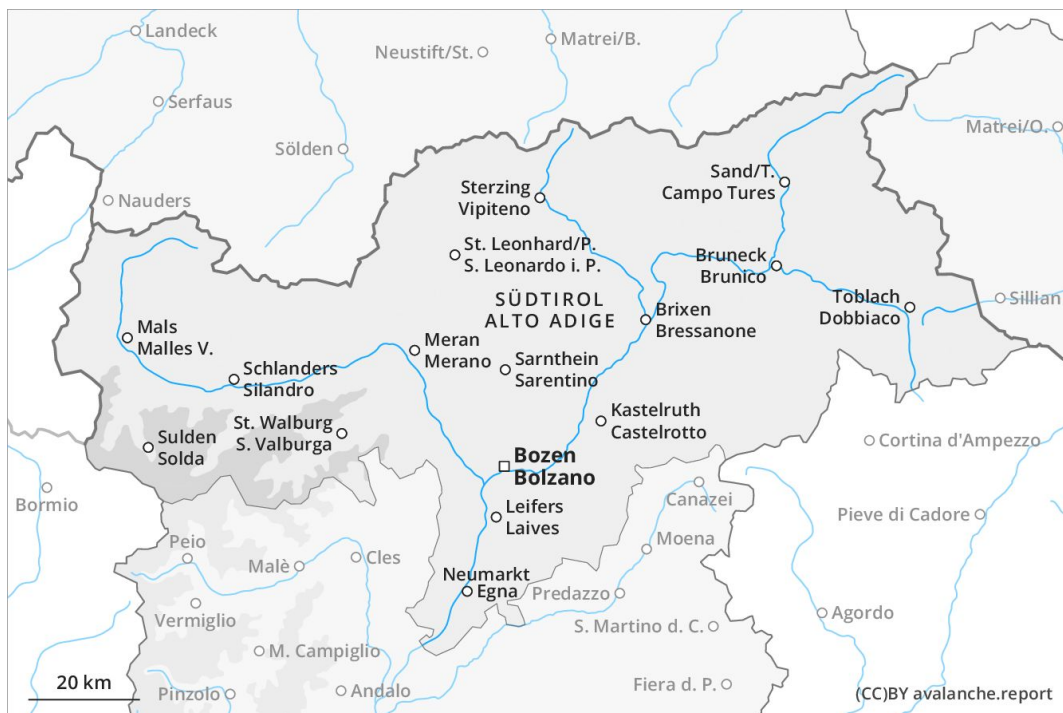 Landeck
Neustift/St.
Matrei/B.
Serfaus
Matrei/O.
Sölden
Sand/T.
Campo Tures
Sterzing
Vipiteno
Nauders
St. Leonhard/P.
S. Leonardo i. P.
Bruneck
Brunico
SÜDTIROL
ALTO ADIGE
Toblach
Dobbiaco
Sillian
Brixen
Bressanone
Mals
Malles V.
Meran
Merano
Schlanders
Silandro
Sarnthein
Sarentino
Kastelruth
Castelrotto
St. Walburg
S. Valburga
Sulden
Solda
Cortina d'Ampezzo
Bozen
Bolzano
Bormio
Canazei
Leifers
Laives
Pieve di Cadore
Moena
Peio
Malè
Cles
Neumarkt
Egna
Predazzo
Vermiglio
Agordo
S. Martino d. C.
M. Campiglio
20 km
Pinzolo
Andalo
Fiera d. P.
(CC)BY avalanche.report